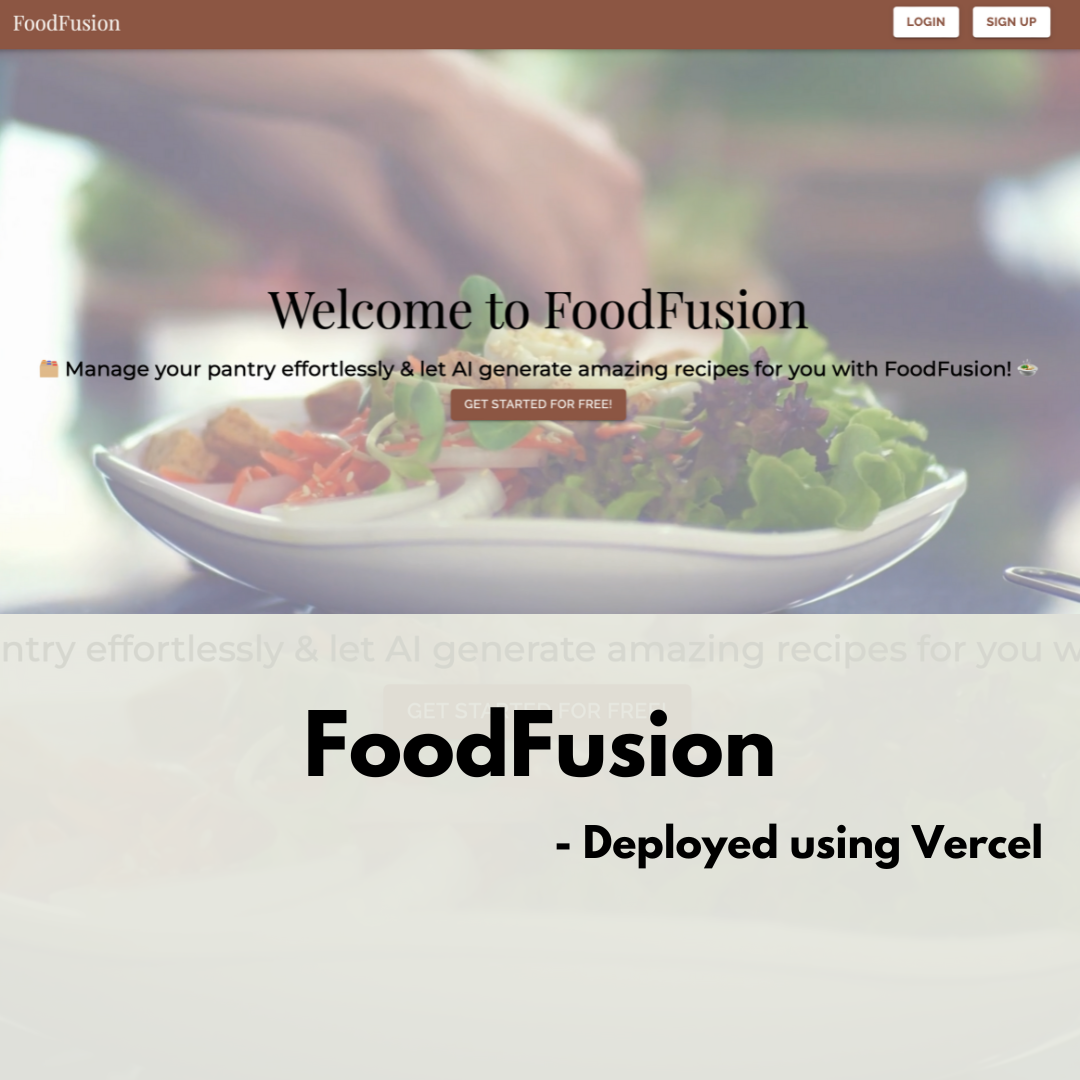 FoodFusion
LOGIN
SIGN UP
Welcome to FoodFusion
Manage your pantry effortlessly & let AI generate amazing recipes for you with FoodFusion!
GET STARTED FOR FREE!
ntry effortlessly & let AI generate amazing recipes for you w
GET STARTED FOR FREE!
FoodFusion
- Deployed using Vercel